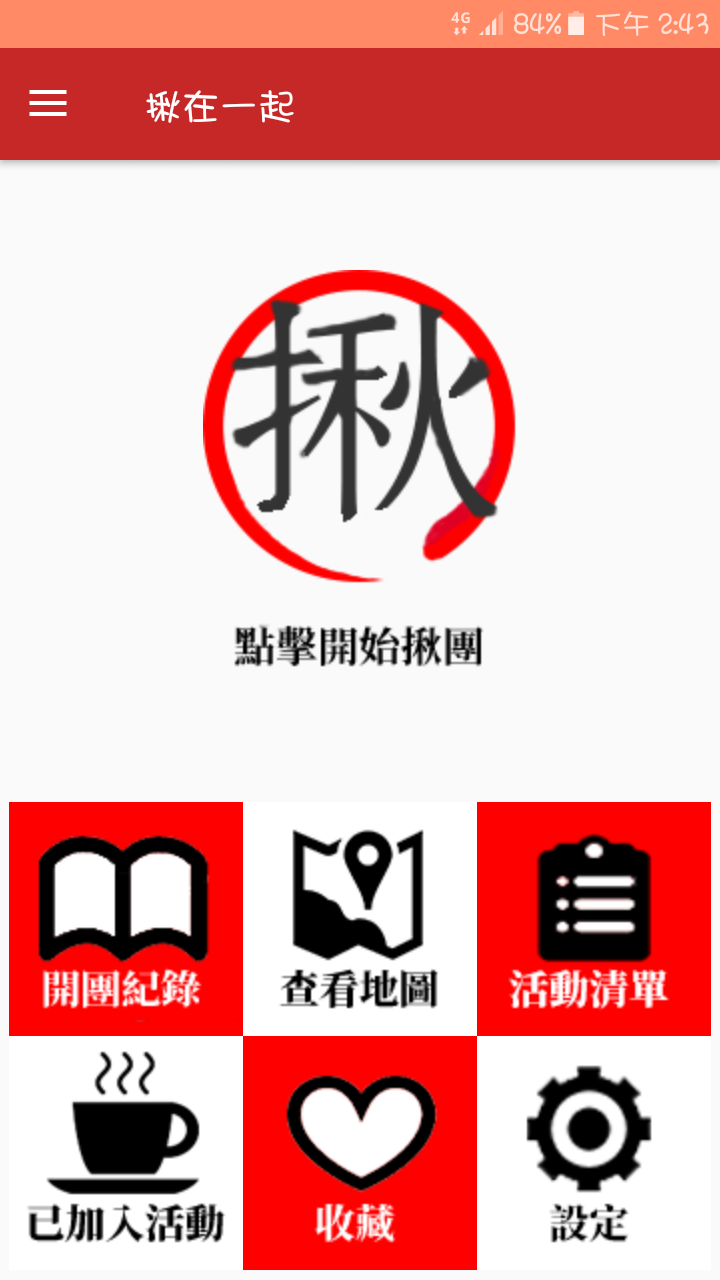 4G 84% 下午 2:43
揪在一起
揪
點擊開始揪團
開團紀錄 查看地圖 活動清單
已加入活動 收藏 設定